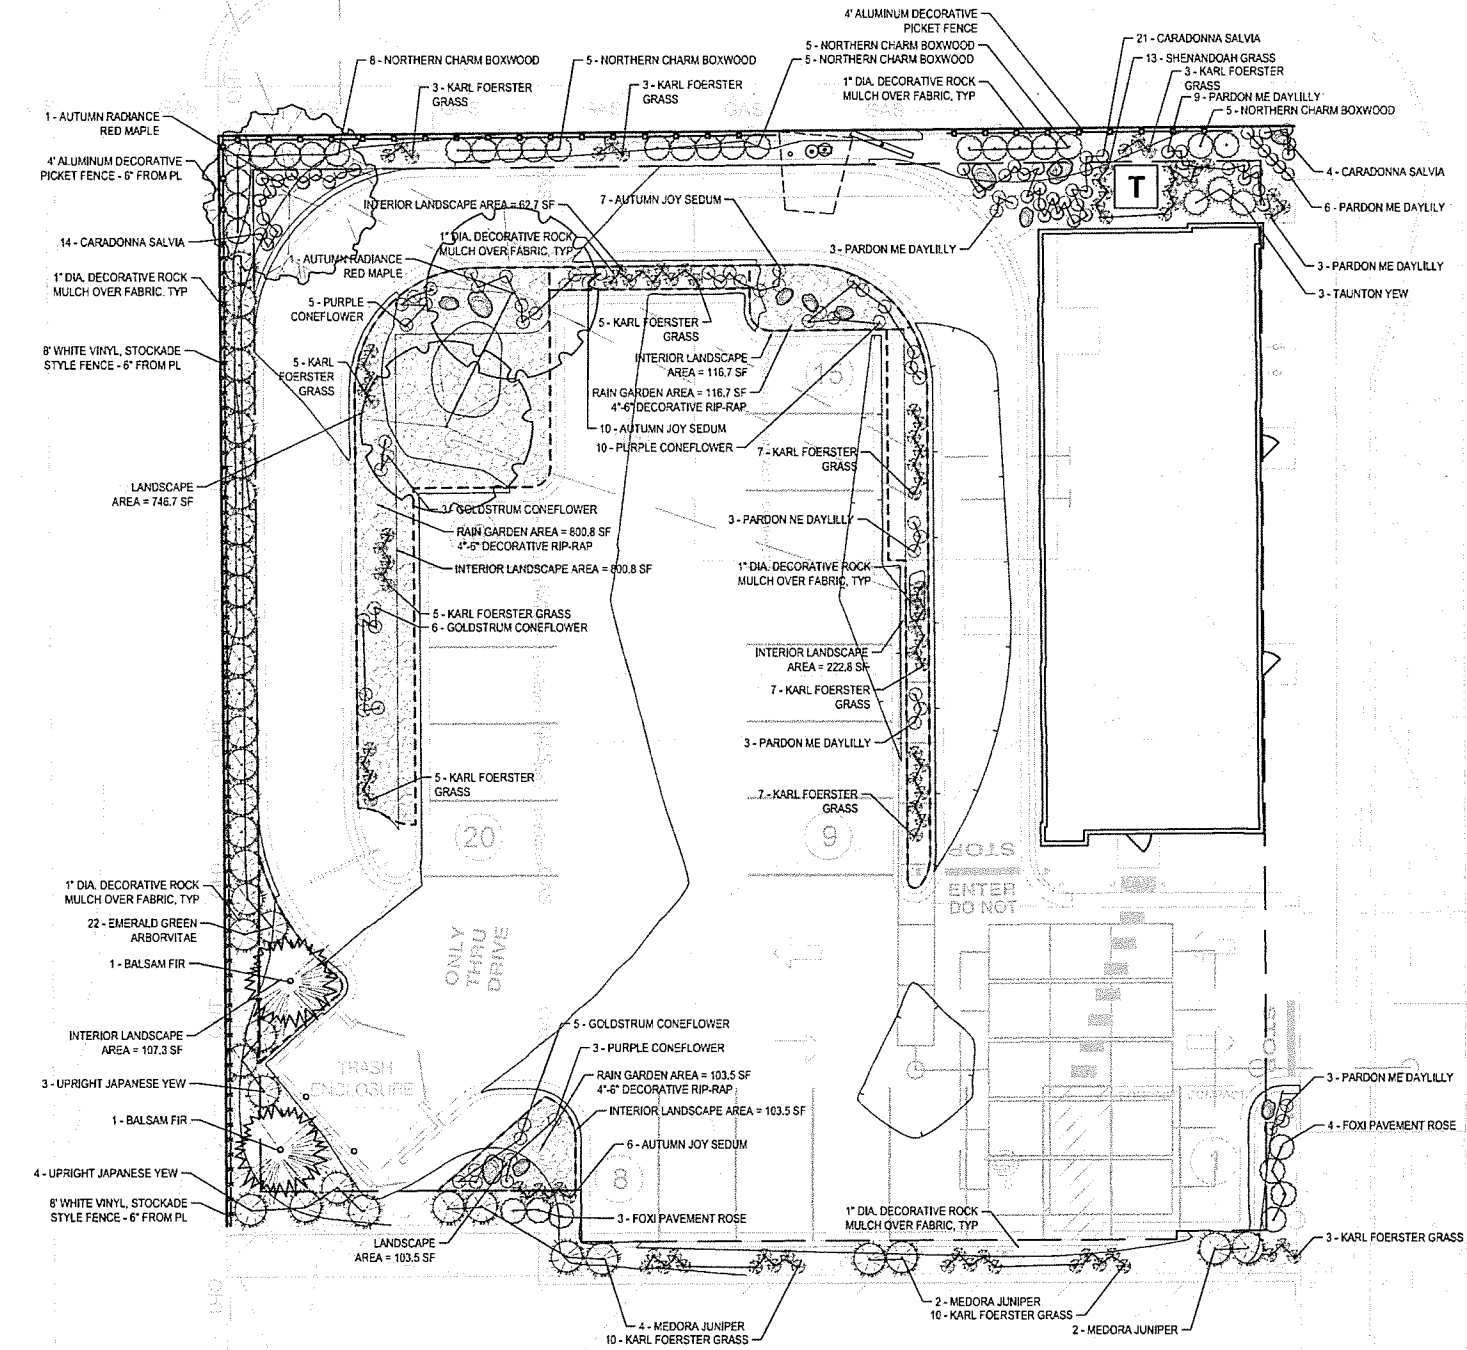 4' ALUMINUM DECORATIVE
PICKET FENCE
5 - NORTHERN CHARM BOXWOOD
5 - NORTHERN CHARM BOXWOOD
1" DIA. DECORATIVE ROCK
MULCH OVER FABRIC, TYP
21 - CARADONNA SALVIA
13 - SHENANDOAH GRASS
3 - KARL FOERSTER
GRASS
9 - PARDON ME DAYLILLY
5 - NORTHERN CHARM BOXWOOD
8 - NORTHERN CHARM BOXWOOD
3 - KARL FOERSTER
GRASS
5 - NORTHERN CHARM BOXWOOD
3 - KARL FOERSTER
GRASS
GAS
GAS
GAS
GAS
1 - AUTUMN RADIANCE
RED MAPLE
4' ALUMINUM DECORATIVE
PICKET FENCE - 6" FROM PL
T
4 - CARADONNA SALVIA
6 - PARDON ME DAYLILY
3 - PARDON ME DAYLILLY
3 - TAUNTON YEW
INTERIOR LANDSCAPE AREA = 62.7 SF
7 - AUTUMN JOY SEDUM
3 - PARDON ME DAYLILLY
14 - CARADONNA SALVIA
1" DIA. DECORATIVE ROCK
MULCH OVER FABRIC, TYP
1 - AUTUMN RADIANCE
RED MAPLE
1" DIA. DECORATIVE ROCK
MULCH OVER FABRIC. TYP
5 - PURPLE
CONEFLOWER
5 - KARL FOERSTER
GRASS
8' WHITE VINYL, STOCKADE
STYLE FENCE - 6" FROM PL
5 - KARL
FOERSTER
GRASS
INTERIOR LANDSCAPE
AREA = 116.7 SF
15
RAIN GARDEN AREA = 116.7 SF
4"-6" DECORATIVE RIP-RAP
10 - AUTUMN JOY SEDUM
10 - PURPLE CONEFLOWER
7 - KARL FOERSTER
GRASS
LANDSCAPE
AREA = 746.7 SF
3 - GOLDSTRUM CONEFLOWER
RAIN GARDEN AREA = 800.8 SF
4"-6" DECORATIVE RIP-RAP
INTERIOR LANDSCAPE AREA = 800.8 SF
3 - PARDON NE DAYLILLY
1" DIA. DECORATIVE ROCK
MULCH OVER FABRIC, TYP
5 - KARL FOERSTER GRASS
6 - GOLDSTRUM CONEFLOWER
INTERIOR LANDSCAPE
AREA = 222.8 SF
7 - KARL FOERSTER
GRASS
3 - PARDON ME DAYLILLY
5 - KARL FOERSTER
GRASS
7 - KARL FOERSTER
GRASS
20
9
STOP
ENTER
DO NOT
1" DIA. DECORATIVE ROCK
MULCH OVER FABRIC, TYP
22 - EMERALD GREEN
ARBORVITAE
1 - BALSAM FIR
ONLY
THRU
DRIVE
INTERIOR LANDSCAPE
AREA = 107.3 SF
STOP
TRASH
ENCLOSURE
5 - GOLDSTRUM CONEFLOWER
3 - PURPLE CONEFLOWER
RAIN GARDEN AREA = 103.5 SF
4"-6" DECORATIVE RIP-RAP
INTERIOR LANDSCAPE AREA = 103.5 SF
3 - UPRIGHT JAPANESE YEW
COMPACT
3 - PARDON ME DAYLILLY
1 - BALSAM FIR
4 - FOXI PAVEMENT ROSE
6 - AUTUMN JOY SEDUM
4 - UPRIGHT JAPANESE YEW
8
1
8' WHITE VINYL, STOCKADE
STYLE FENCE - 6" FROM PL
3 - FOXI PAVEMENT ROSE
1" DIA. DECORATIVE ROCK
MULCH OVER FABRIC, TYP
LANDSCAPE
AREA = 103.5 SF
3 - KARL FOERSTER GRASS
2 - MEDORA JUNIPER
10 - KARL FOERSTER GRASS
4 - MEDORA JUNIPER
10 - KARL FOERSTER GRASS
2 - MEDORA JUNIPER